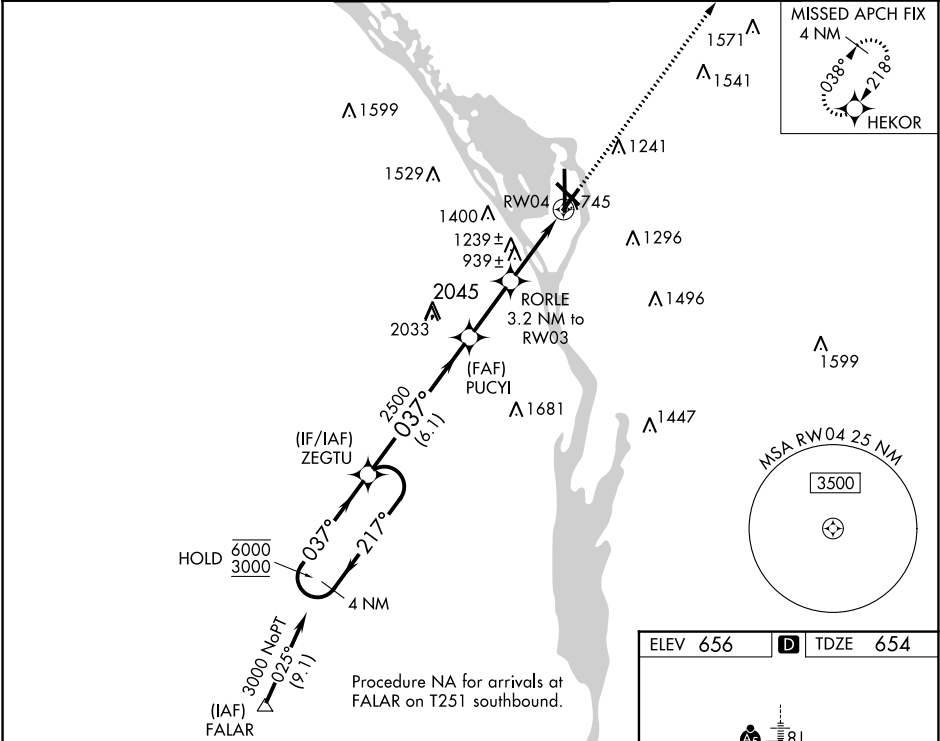 MISSED APCH FIX
4 NM
038°
218°
HEKOR
1571
1541
1599
1241
1529
RW04
745
1400
1239 ±
939 ±
1296
2045
RORLE
3.2 NM to
RW03
1496
2033
1599
(FAF)
PUCYI
2500
037°
(6.1)
1681
1447
(IF/IAF)
ZEGTU
MSA RW04 25 NM
3500
037°
217°
HOLD
6000
3000
4 NM
3000 NoPT
025°
(9.1)
(IAF)
FALAR
Procedure NA for arrivals at
FALAR on T251 southbound.
ELEV 656 D TDZE 654
A5